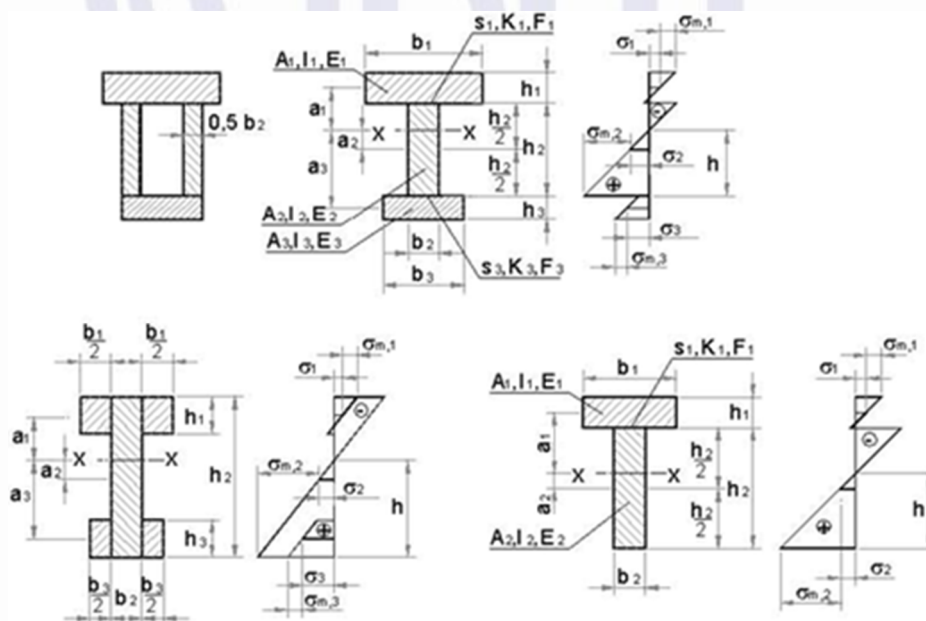 0,5 b₂
s₁, K₁, F₁
b₁
A₁, I₁, E₁
a₁
X X
a₂
a₃
h₁
h₂/2
h₂
h₂/2
h₃
A₂, I₂, E₂
A₃, I₃, E₃
b₂
b₃
s₃, K₃, F₃
σ₁
σm,1
⊖
σm,2
σ₂
h
⊕
σ₃
σm,3
b₁/2 b₁/2
a₁
X X
a₂
a₃
h₁
h₂
h₃
b₃/2 b₂ b₃/2
σ₁
σm,1
⊖
σm,2
σ₂
h
⊕
σ₃
σm,3
s₁, K₁, F₁
b₁
A₁, I₁, E₁
a₁
X X
a₂
h₁
h₂/2
h₂
h₂/2
A₂, I₂, E₂
b₂
σ₁
σm,1
⊖
h
⊕
σ₂
σm,2